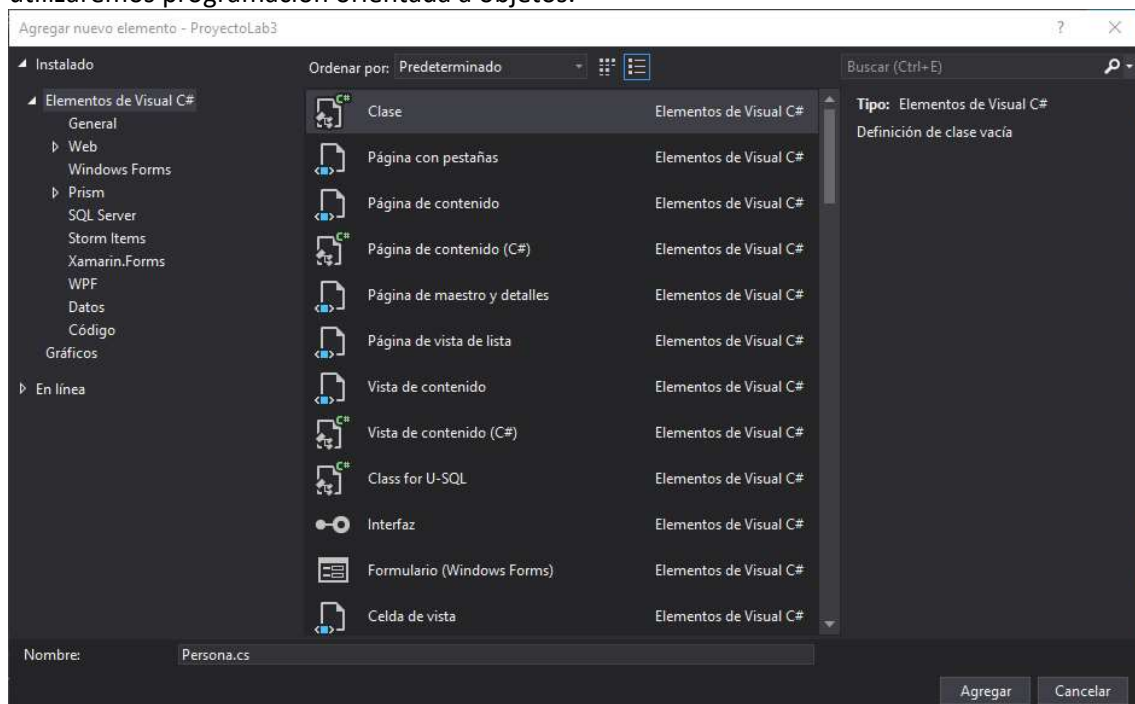 utilizaremos programación orientada a objetos.
Agregar nuevo elemento - ProyectoLab3
Instalado
Ordenar por: Predeterminado
Buscar (Ctrl+E)
Elementos de Visual C#
General
Web
Windows Forms
Prism
SQL Server
Storm Items
Xamarin.Forms
WPF
Datos
Código
Gráficos
En línea
Clase Elementos de Visual C#
Página con pestañas Elementos de Visual C#
Página de contenido Elementos de Visual C#
Página de contenido (C#) Elementos de Visual C#
Página de maestro y detalles Elementos de Visual C#
Página de vista de lista Elementos de Visual C#
Vista de contenido Elementos de Visual C#
Vista de contenido (C#) Elementos de Visual C#
Class for U-SQL Elementos de Visual C#
Interfaz Elementos de Visual C#
Formulario (Windows Forms) Elementos de Visual C#
Celda de vista Elementos de Visual C#
Tipo: Elementos de Visual C#
Definición de clase vacía
Nombre: Persona.cs
Agregar Cancelar